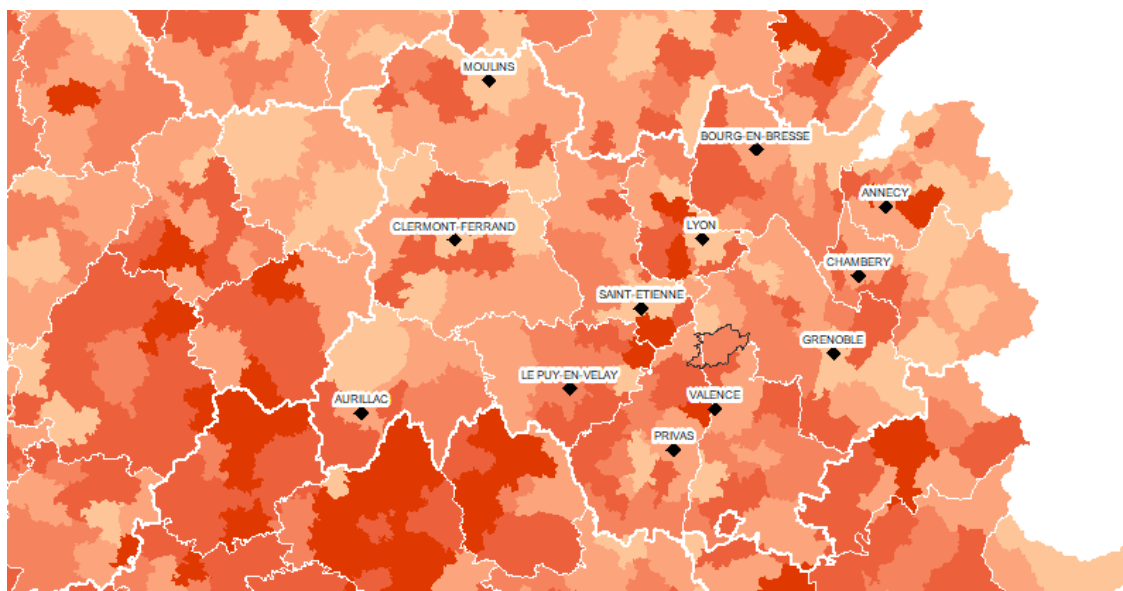 MOULINS
BOURG-EN-BRESSE
ANNECY
CLERMONT-FERRAND
LYON
CHAMBERY
SAINT-ETIENNE
GRENOBLE
LE PUY-EN-VELAY
AURILLAC
VALENCE
PRIVAS